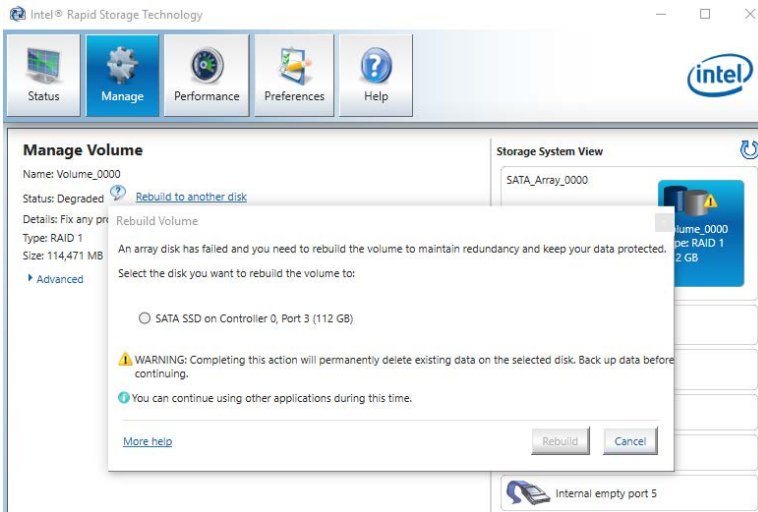 Intel® Rapid Storage Technology
Status
Manage
Performance
Preferences
Help
intel
Manage Volume
Name: Volume_0000
Status: Degraded
Rebuild to another disk
Details: Fix any
Type: RAID 1
Size: 114,471 MB
Advanced
Storage System View
SATA_Array_0000
RAID 1
GB
Rebuild Volume
An array disk has failed and you need to rebuild the volume to maintain redundancy and keep your data protected.
Select the disk you want to rebuild the volume to:
SATA SSD on Controller 0, Port 3 (112 GB)
WARNING: Completing this action will permanently delete existing data on the selected disk. Back up data before
continuing.
You can continue using other applications during this time.
More help
Rebuild
Cancel
Internal empty port 5